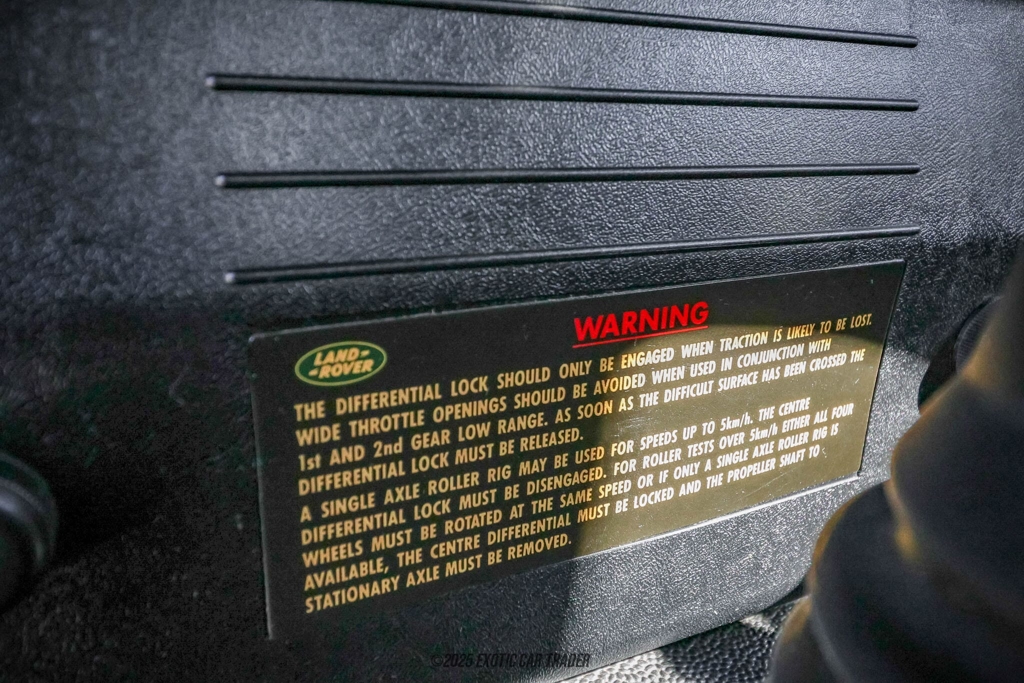 WARNING
LAND-
-ROVER
THE DIFFERENTIAL LOCK SHOULD ONLY BE ENGAGED WHEN TRACTION IS LIKELY TO BE LOST.
WIDE THROTTLE OPENINGS SHOULD BE AVOIDED WHEN USED IN CONJUNCTION WITH
1st AND 2nd GEAR LOW RANGE. AS SOON AS THE DIFFICULT SURFACE HAS BEEN CROSSED THE
DIFFERENTIAL LOCK MUST BE RELEASED.
A SINGLE AXLE ROLLER RIG MAY BE USED FOR SPEEDS UP TO 5km/h. THE CENTRE
DIFFERENTIAL LOCK MUST BE DISENGAGED. FOR ROLLER TESTS OVER 5km/h EITHER ALL FOUR
WHEELS MUST BE ROTATED AT THE SAME SPEED OR IF ONLY A SINGLE AXLE ROLLER RIG IS
AVAILABLE, THE CENTRE DIFFERENTIAL MUST BE LOCKED AND THE PROPELLER SHAFT TO
STATIONARY AXLE MUST BE REMOVED.
©2025 EXOTIC CAR TRADER